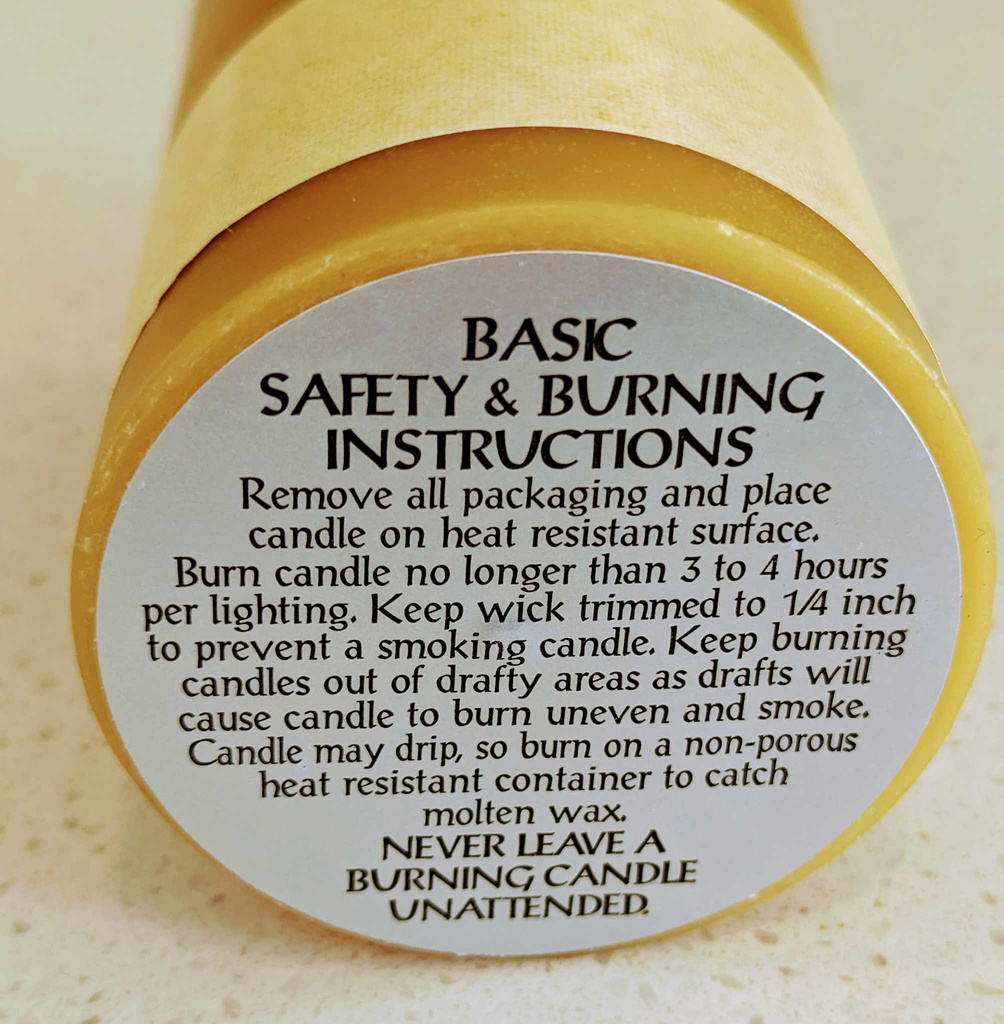 BASIC
SAFETY & BURNING
INSTRUCTIONS
Remove all packaging and place
candle on heat resistant surface.
Burn candle no longer than 3 to 4 hours
per lighting. Keep wick trimmed to 1/4 inch
to prevent a smoking candle. Keep burning
candles out of drafty areas as drafts will
cause candle to burn uneven and smoke.
Candle may drip, so burn on a non-porous
heat resistant container to catch
molten wax.
NEVER LEAVE A
BURNING CANDLE
UNATTENDED.